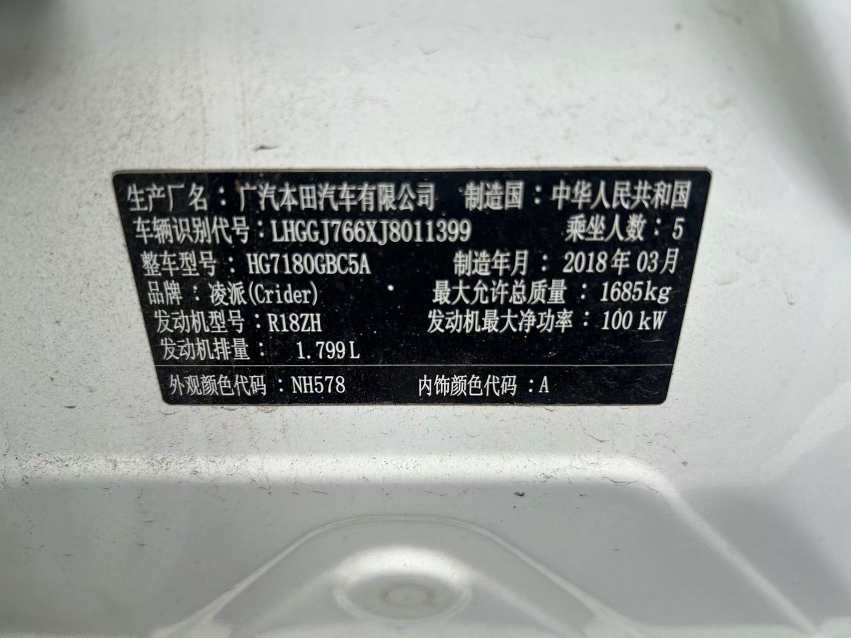 生产厂名：广汽本田汽车有限公司 制造国：中华人民共和国
车辆识别代号：LHGGJ766XJ8011399 乘坐人数：5
整车型号：HG7180GBC5A 制造年月：2018年03月
品牌：凌派(Crider) 最大允许总质量：1685kg
发动机型号：R18ZH 发动机最大净功率：100kW
发动机排量：1.799L
外观颜色代码：NH578 内饰颜色代码：A